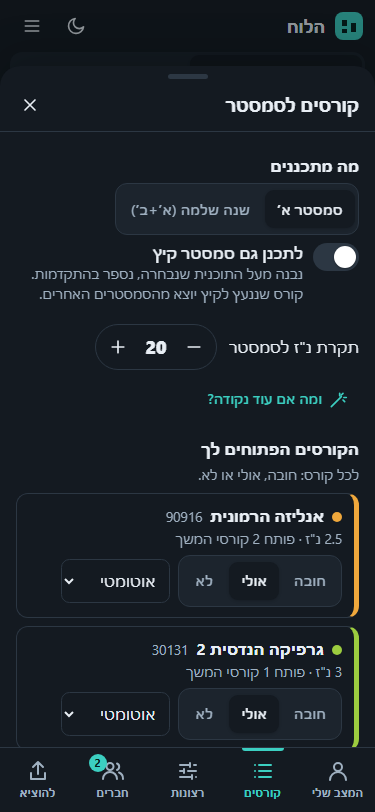 הלוח
קורסים לסמסטר
מה מתכננים
סמסטר א׳
שנה שלמה (א׳+ב׳)
לתכנן גם סמסטר קיץ
נבנה מעל התוכנית שנבחרה, נספר בהתקדמות.
קורס שננעץ לקיץ יוצא מהסמסטרים האחרים.
תקרת נ"ז לסמסטר
− 20 +
ומה אם עוד נקודה?
הקורסים הפתוחים לך
לכל קורס: חובה, אולי או לא.
אנליזה הרמונית 90916
2.5 נ"ז · פותח 2 קורסי המשך
חובה אולי לא אוטומטי
גרפיקה הנדסית 2 30131
3 נ"ז · פותח 1 קורסי המשך
חובה אולי לא אוטומטי
2
המצב שלי קורסים רצונות חברים להוציא